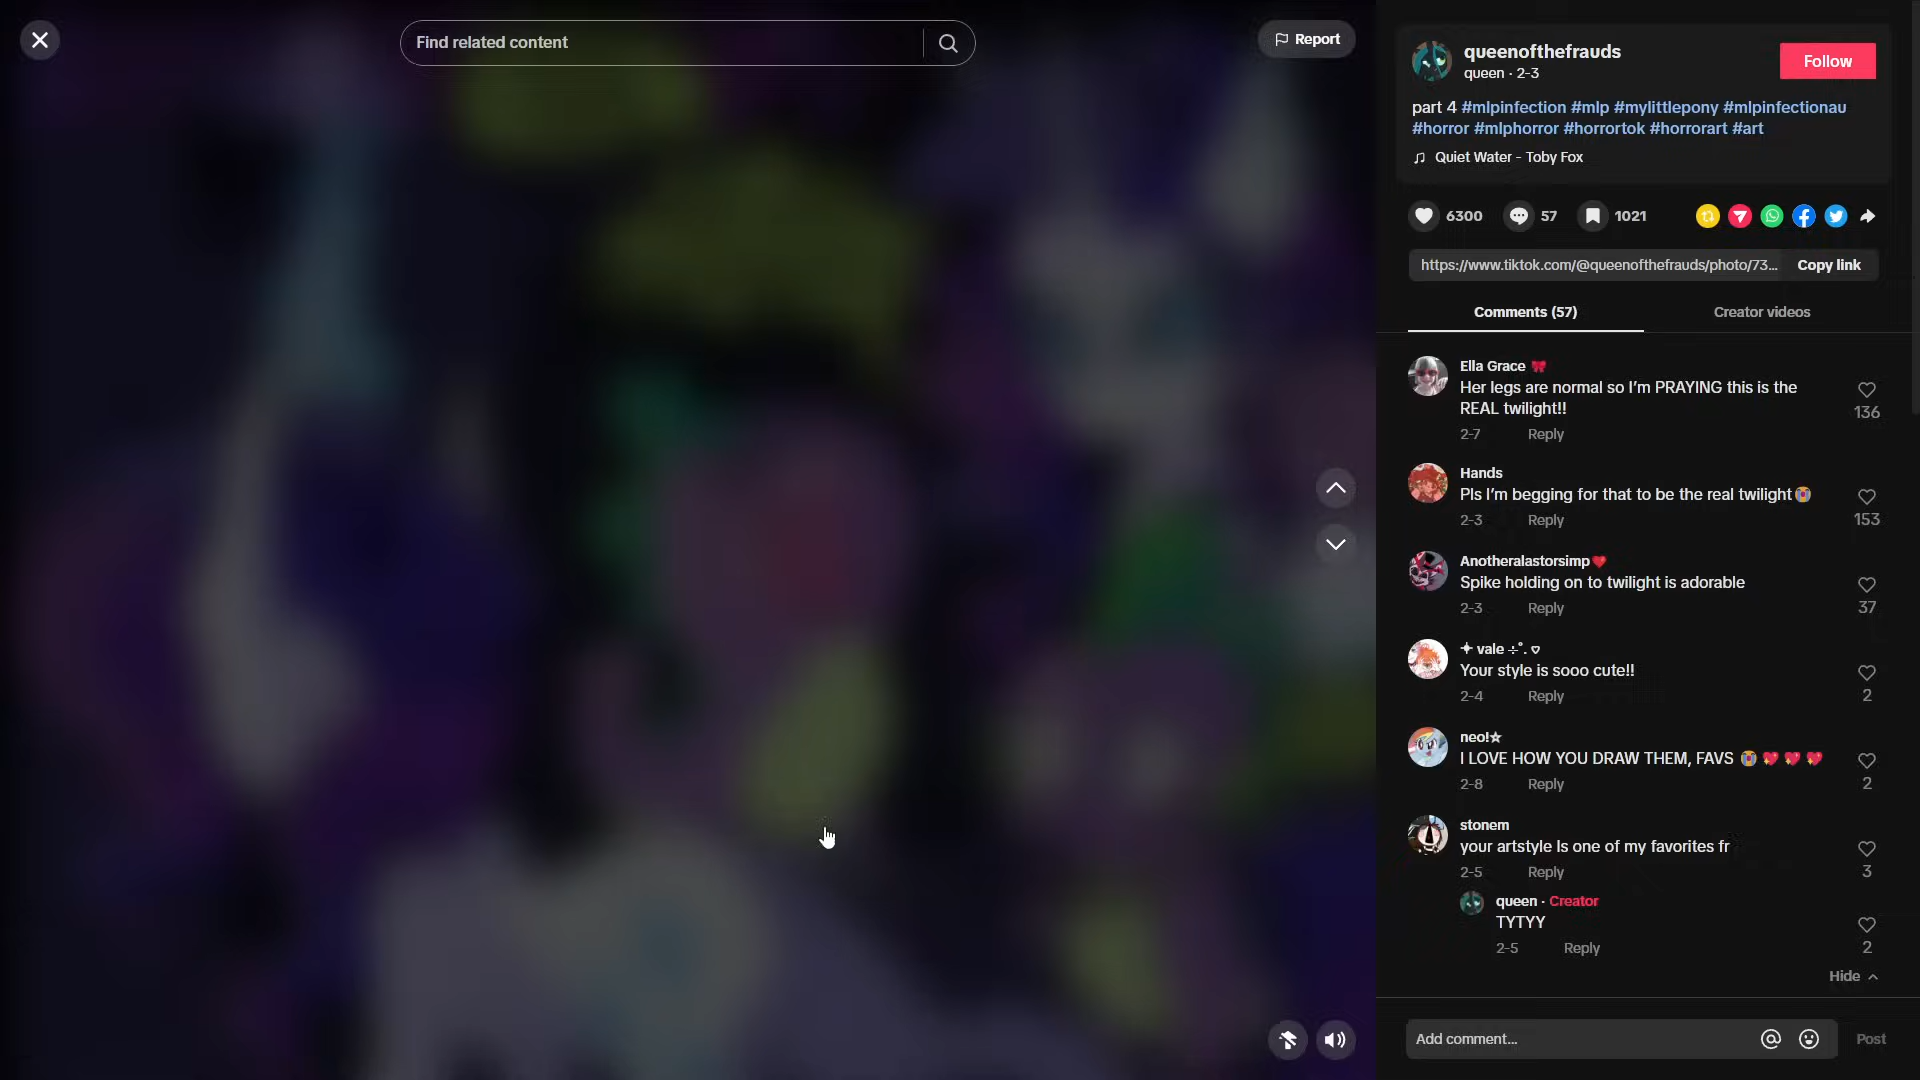 Find related content
Report
queenofthefrauds
queen · 2-3
Follow
part 4 #mlpinfection #mlp #mylittlepony #mlpinfectionau
#horror #mlphorror #horrortok #horrorart #art
Quiet Water - Toby Fox
6300
57
1021
https://www.tiktok.com/@queenofthefrauds/photo/73...
Copy link
Comments (57)
Creator videos
Ella Grace 🎀
Her legs are normal so I'm PRAYING this is the
REAL twilight!!
136
2-7 Reply
Hands
Pls I'm begging for that to be the real twilight😭
153
2-3 Reply
Anotheralastorsimp❤️
Spike holding on to twilight is adorable
37
2-3 Reply
✦ vale ÷˚. ♡
Your style is sooo cute!!
2
2-4 Reply
neo!☆
I LOVE HOW YOU DRAW THEM, FAVS 😭 💖 💖 💖
2
2-8 Reply
stonem
your artstyle Is one of my favorites fr
3
2-5 Reply
queen · Creator
TYTYY
2
2-5 Reply
Hide
Add comment...
Post